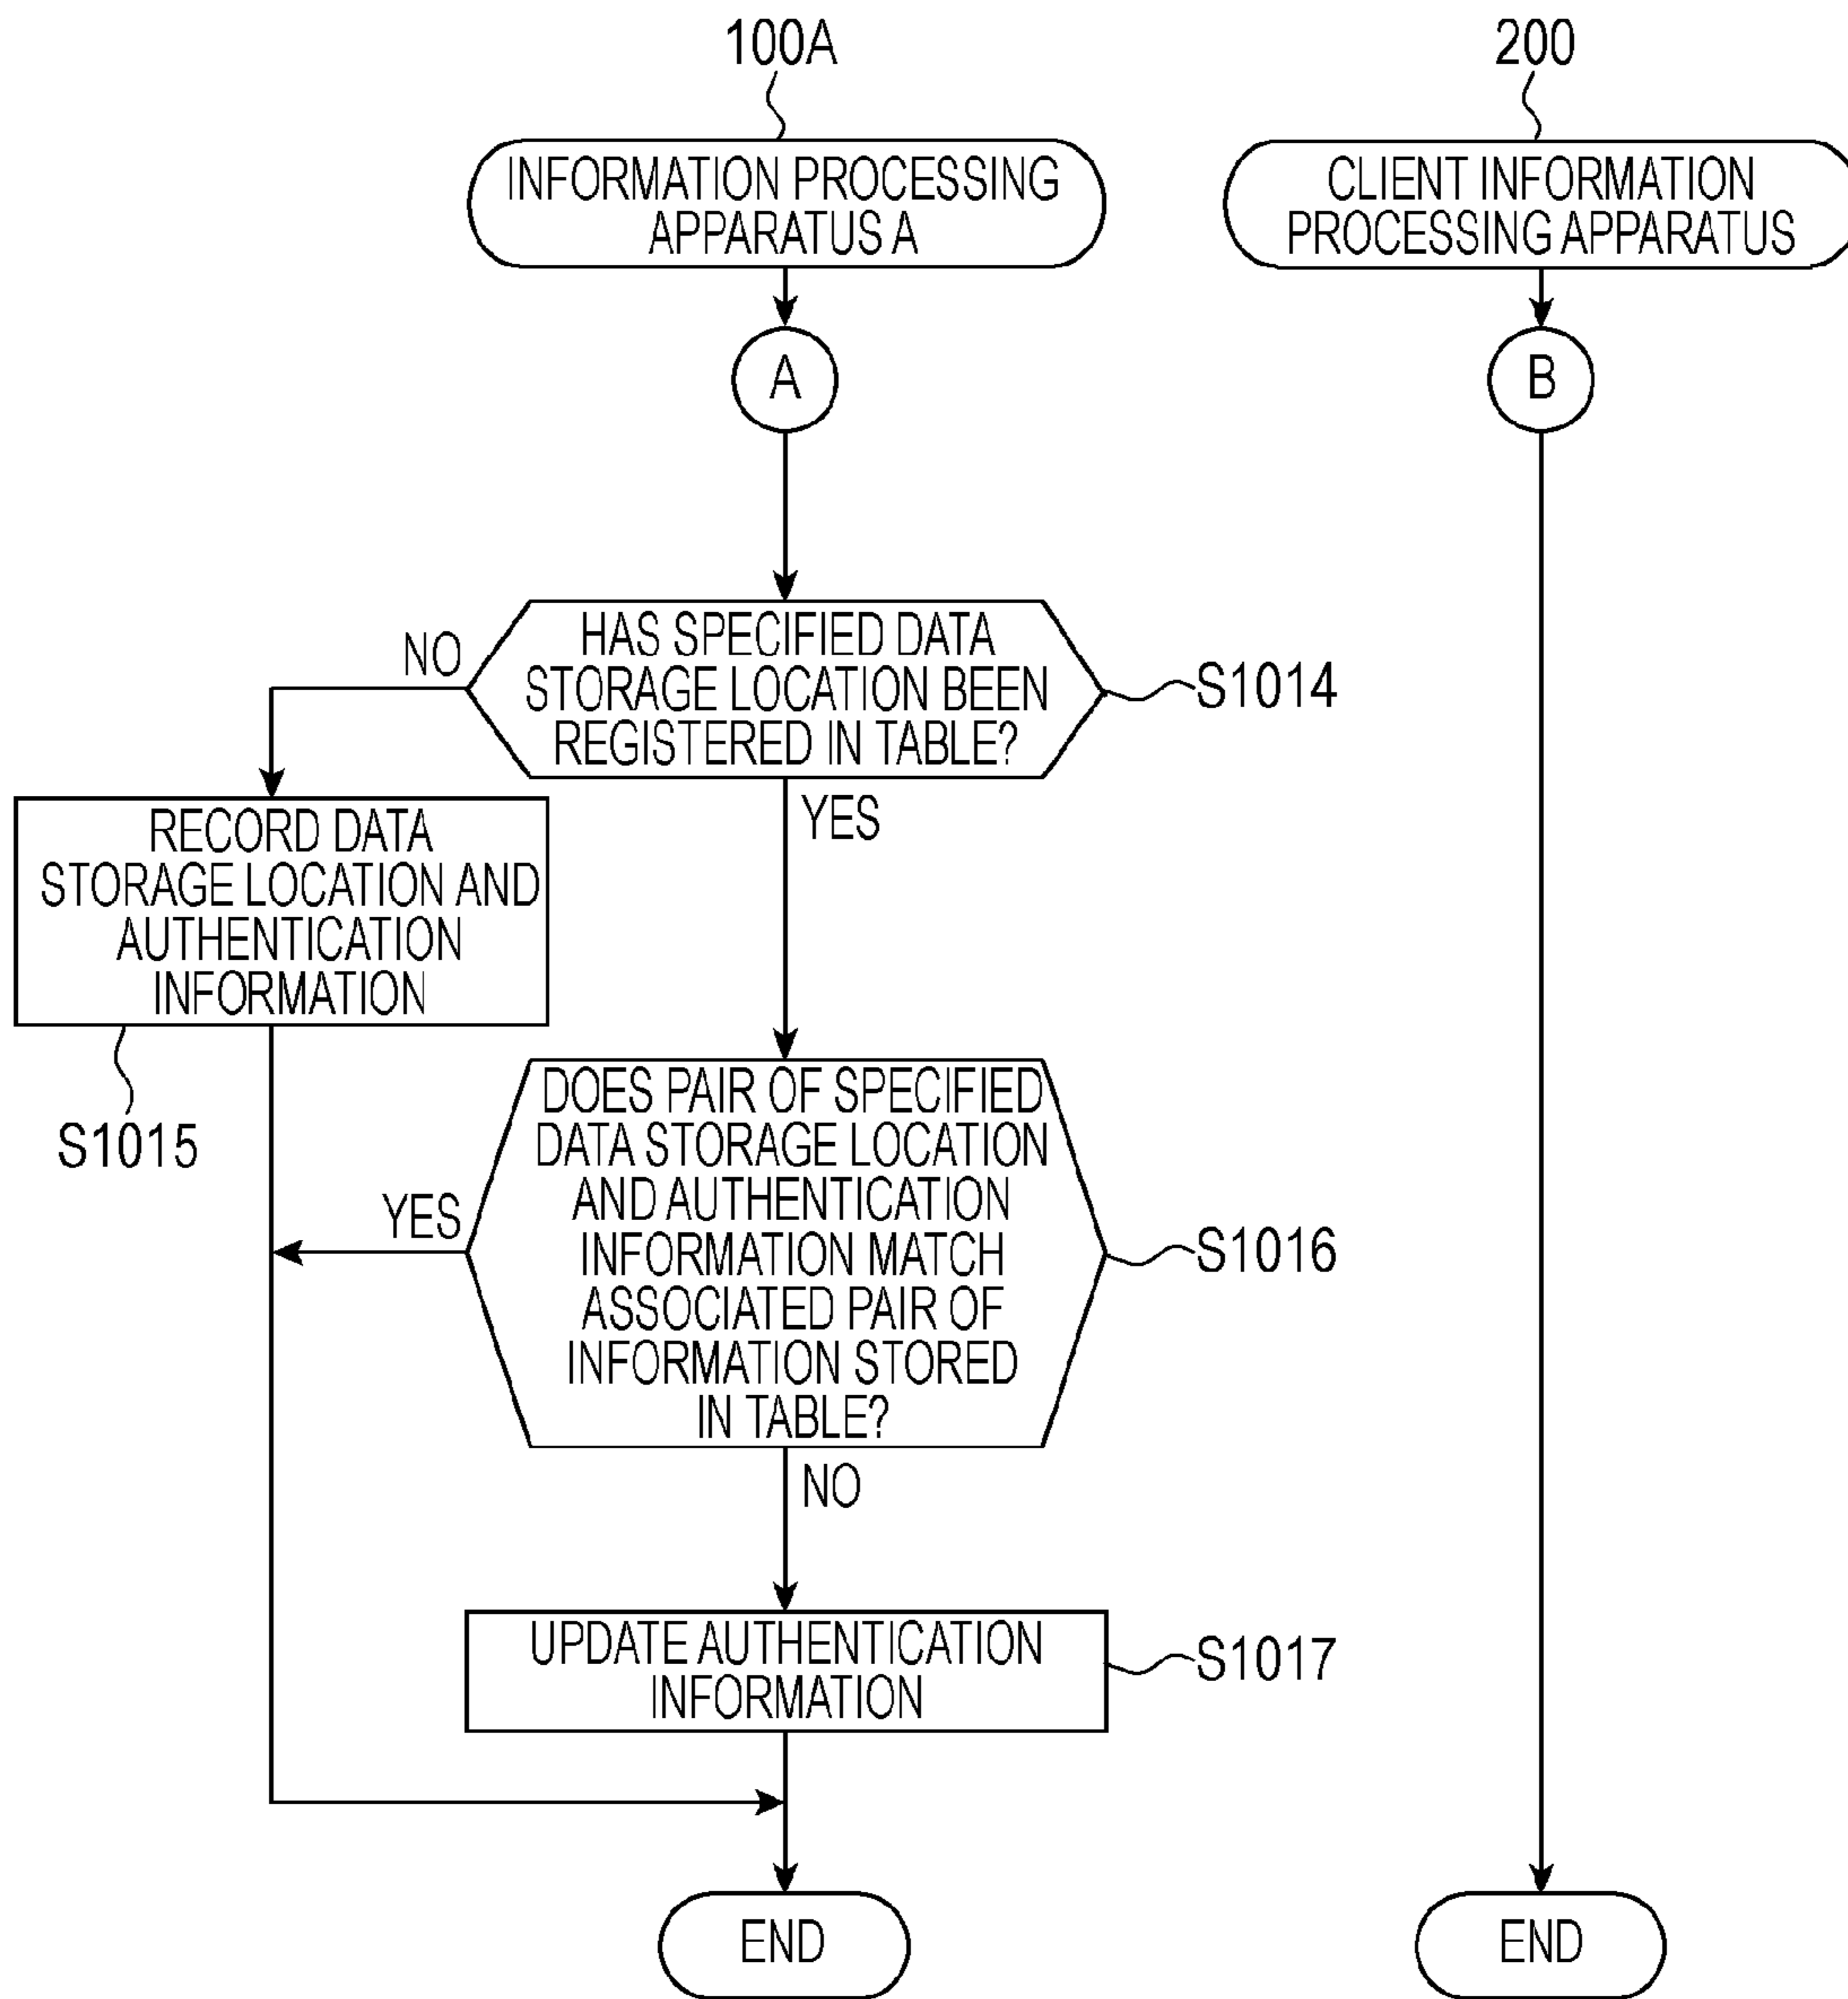 100A
200
INFORMATION PROCESSING
APPARATUS A
CLIENT INFORMATION
PROCESSING APPARATUS
A
B
HAS SPECIFIED DATA
STORAGE LOCATION BEEN
REGISTERED IN TABLE?
NO
S1014
YES
RECORD DATA
STORAGE LOCATION AND
AUTHENTICATION
INFORMATION
S1015
DOES PAIR OF SPECIFIED
DATA STORAGE LOCATION
AND AUTHENTICATION
INFORMATION MATCH
ASSOCIATED PAIR OF
INFORMATION STORED
IN TABLE?
YES
S1016
NO
UPDATE AUTHENTICATION
INFORMATION
S1017
END
END